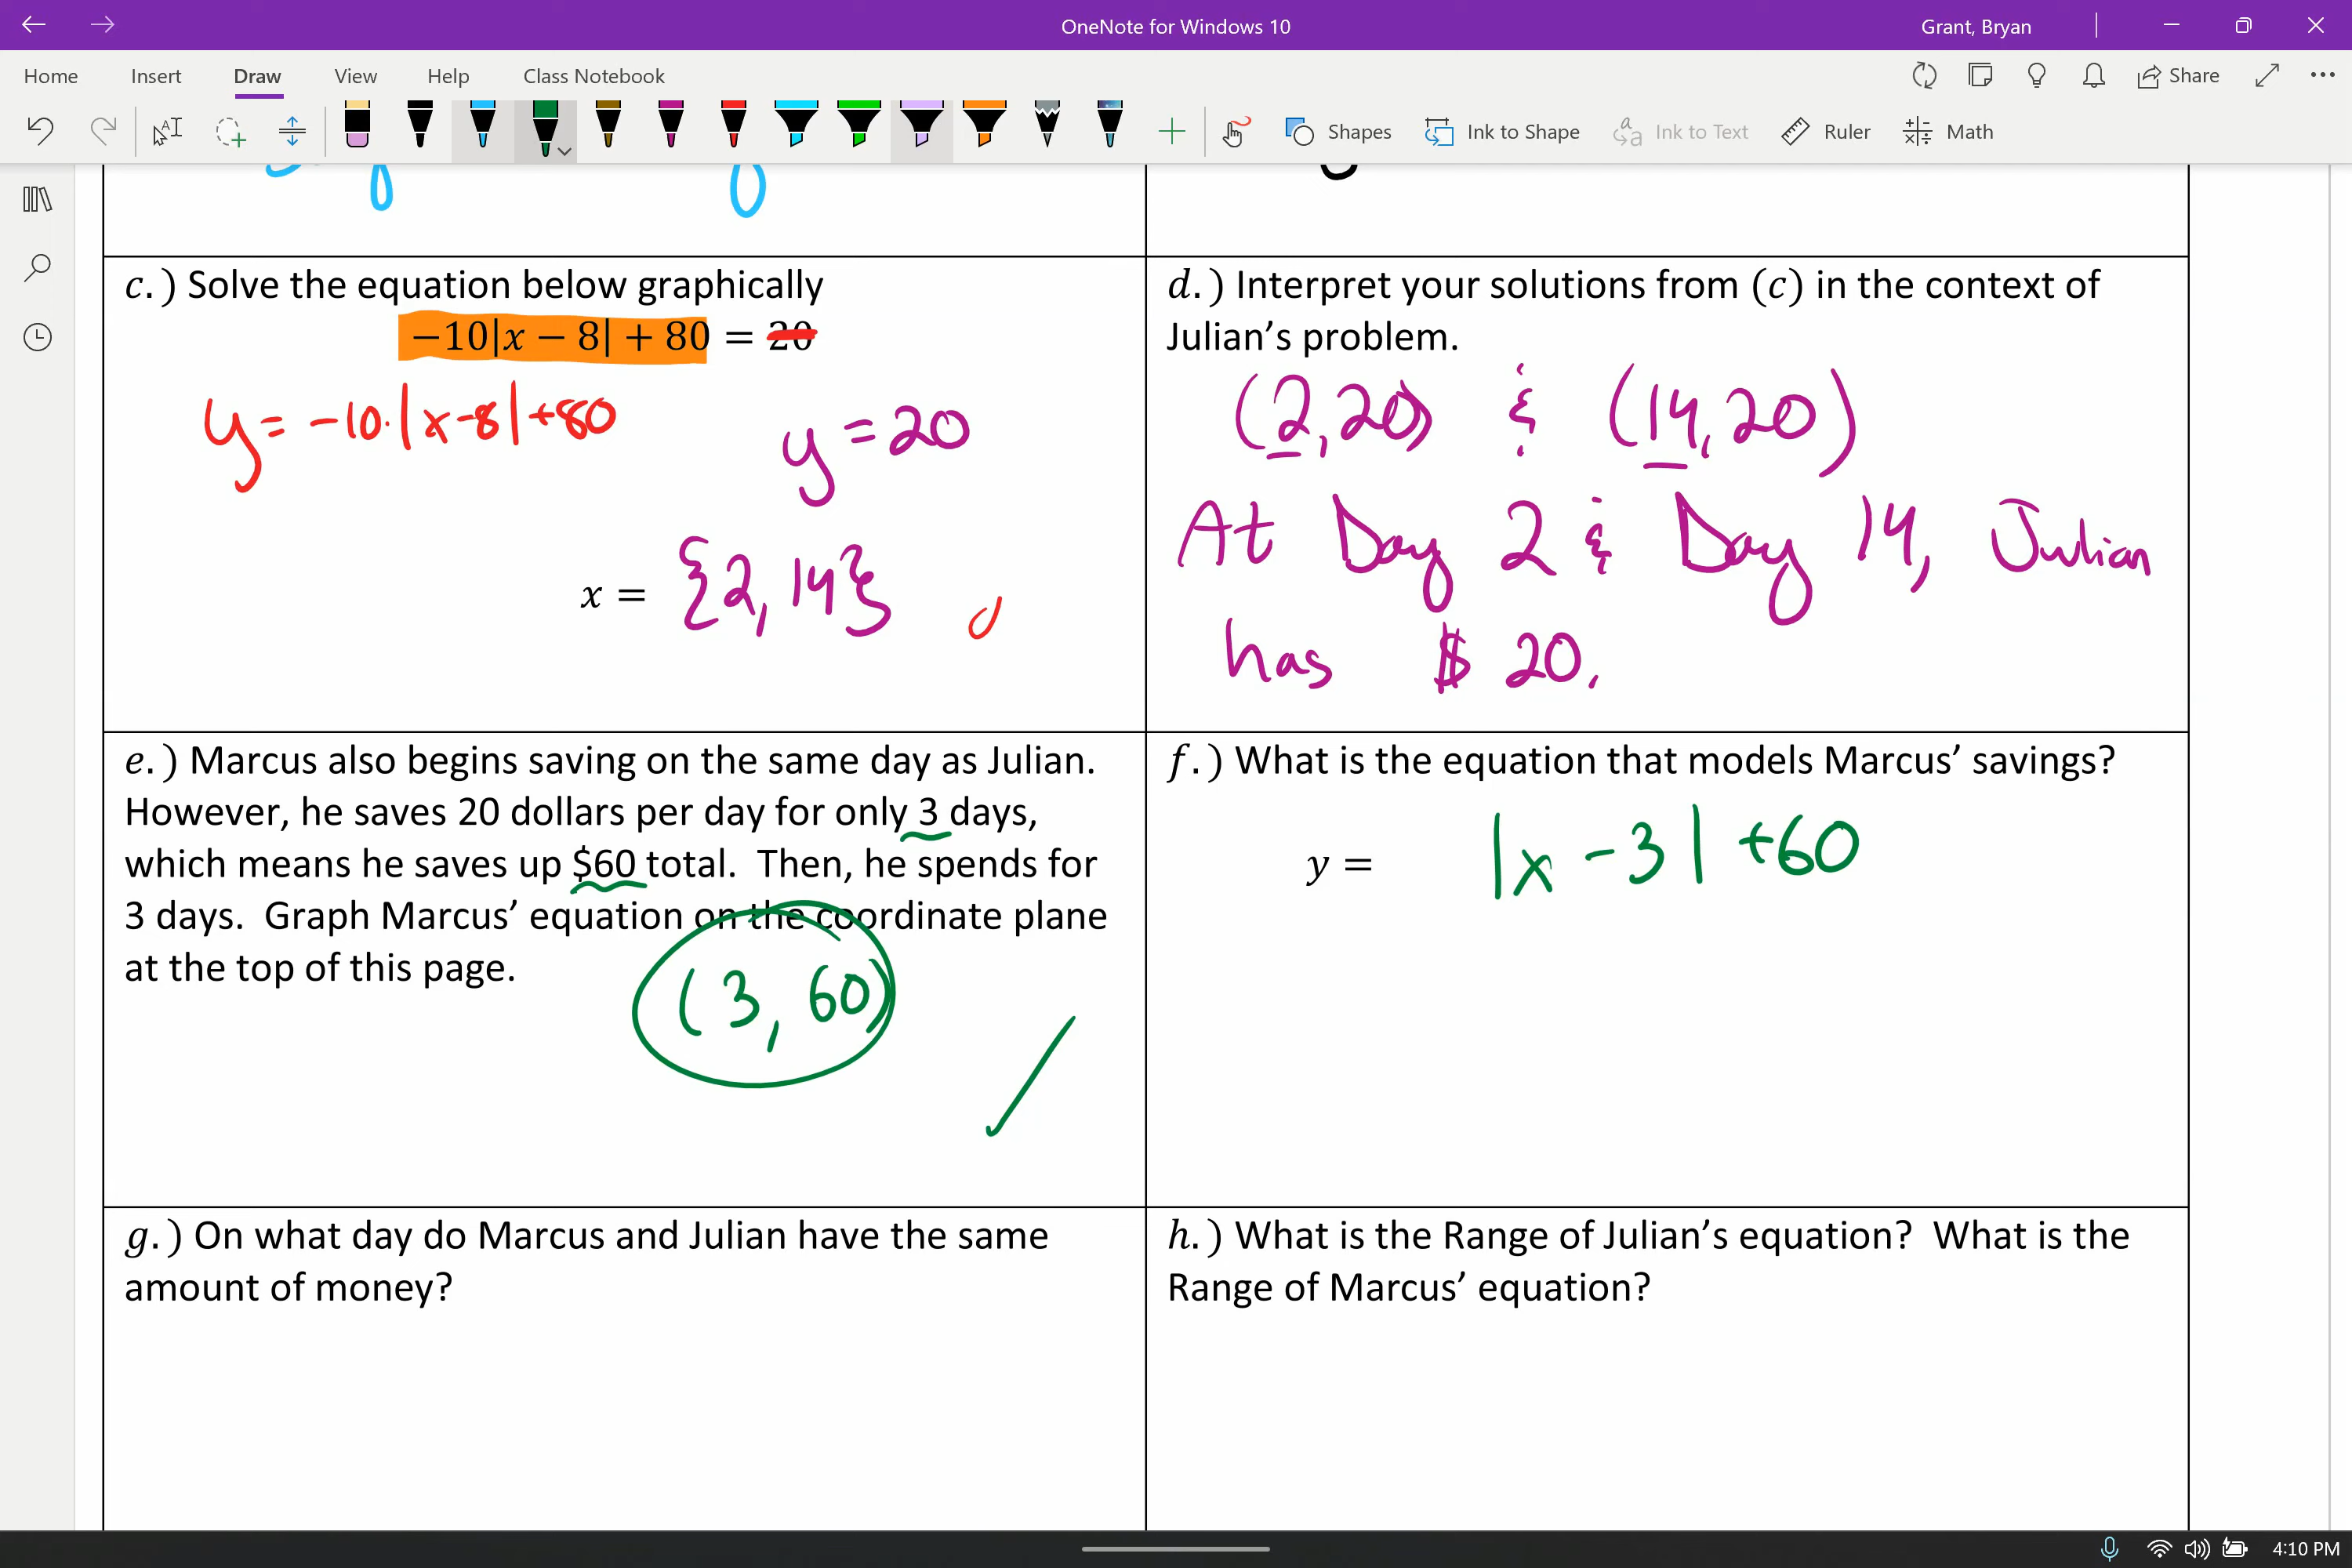 OneNote for Windows 10
Grant, Bryan
Home Insert Draw View Help Class Notebook
Share
Shapes Ink to Shape Ink to Text Ruler Math
c.) Solve the equation below graphically
−10|x − 8| + 80 = 20
y = -10·|x-8|+80
y = 20
x = {2, 14}
d.) Interpret your solutions from (c) in the context of
Julian’s problem.
(2,20) & (14,20)
At Day 2 & Day 14, Julian
has $ 20.
e.) Marcus also begins saving on the same day as Julian.
However, he saves 20 dollars per day for only 3 days,
which means he saves up $60 total. Then, he spends for
3 days. Graph Marcus’ equation on the coordinate plane
at the top of this page.
(3, 60)
f.) What is the equation that models Marcus’ savings?
y = |x - 3| +60
g.) On what day do Marcus and Julian have the same
amount of money?
h.) What is the Range of Julian’s equation? What is the
Range of Marcus’ equation?
4:10 PM